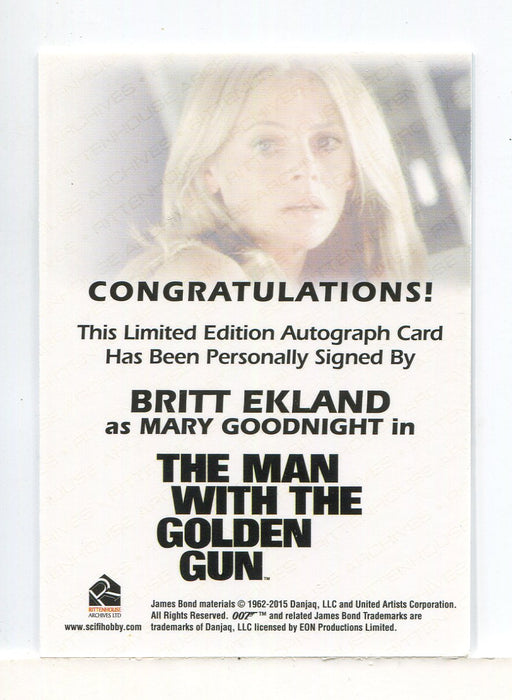 CONGRATULATIONS!
This Limited Edition Autograph Card
Has Been Personally Signed By
BRITT EKLAND
as MARY GOODNIGHT in
THE MAN
WITH THE
GOLDEN
GUN™
RITTENHOUSE
ARCHIVES LTD
www.scifihobby.com
James Bond materials © 1962-2015 Danjaq, LLC and United Artists Corporation.
All Rights Reserved. 007™ and related James Bond Trademarks are
trademarks of Danjaq, LLC licensed by EON Productions Limited.